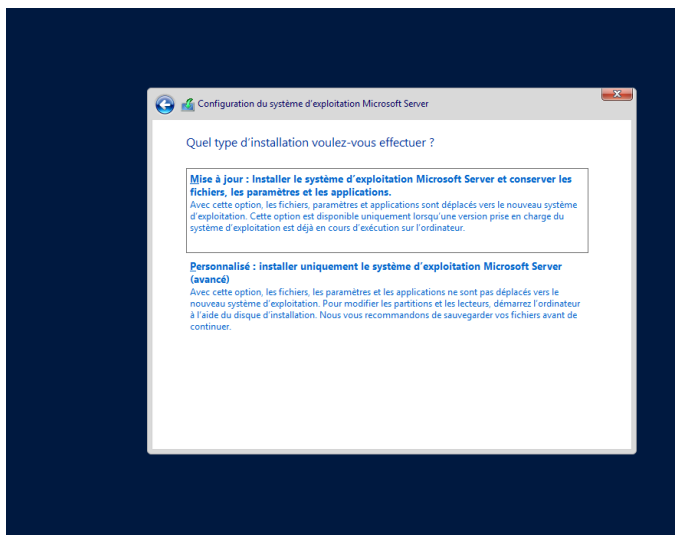 Configuration du système d'exploitation Microsoft Server
Quel type d'installation voulez-vous effectuer ?
Mise à jour : Installer le système d'exploitation Microsoft Server et conserver les
fichiers, les paramètres et les applications.
Avec cette option, les fichiers, paramètres et applications sont déplacés vers le nouveau système
d'exploitation. Cette option est disponible uniquement lorsqu'une version prise en charge du
système d'exploitation est déjà en cours d'exécution sur l'ordinateur.
Personnalisé : installer uniquement le système d'exploitation Microsoft Server
(avancé)
Avec cette option, les fichiers, les paramètres et les applications ne sont pas déplacés vers le
nouveau système d'exploitation. Pour modifier les partitions et les lecteurs, démarrez l'ordinateur
à l'aide du disque d'installation. Nous vous recommandons de sauvegarder vos fichiers avant de
continuer.